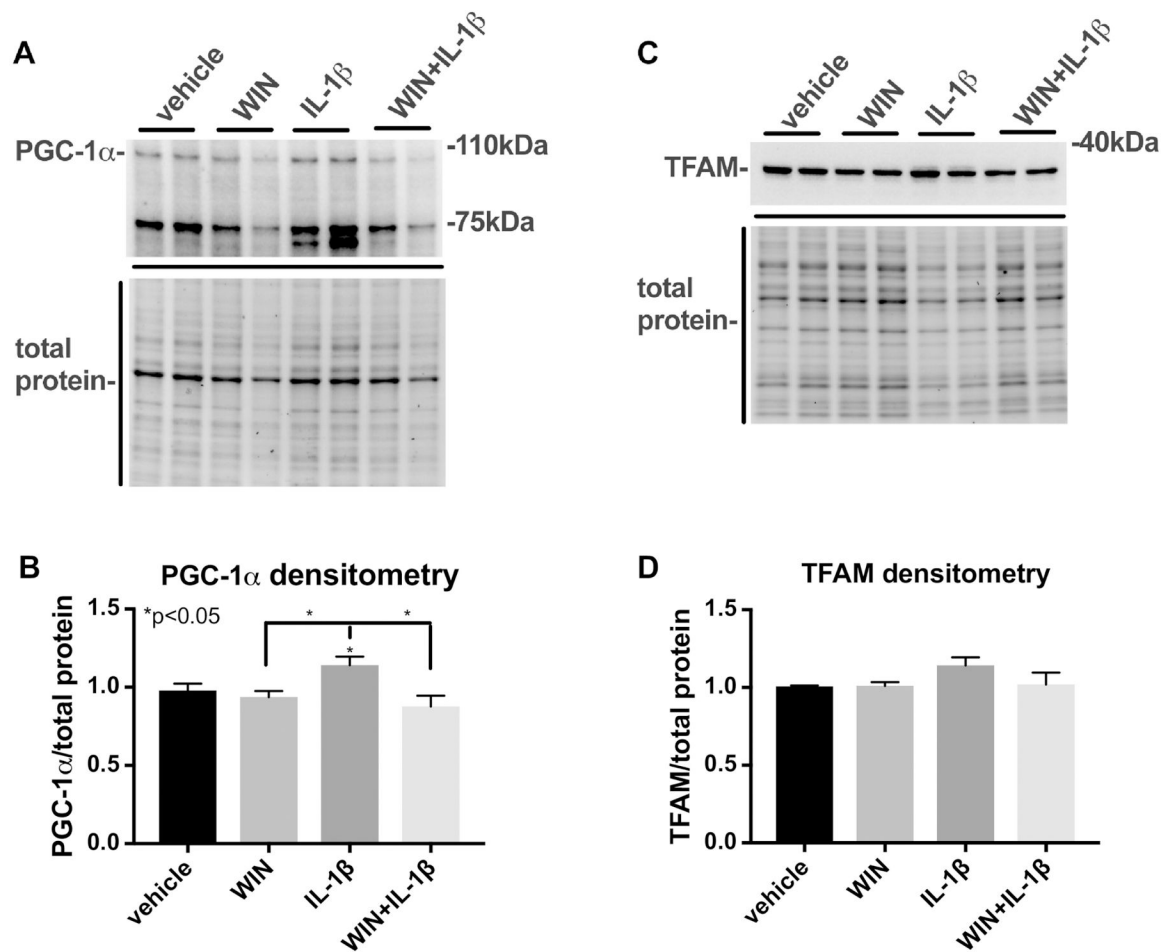 A
vehicle
WIN
IL-1β
WIN+IL-1β
PGC-1α-
-110kDa
-75kDa
total
protein-
C
vehicle
WIN
IL-1β
WIN+IL-1β
-40kDa
TFAM-
total
protein-
B
PGC-1α densitometry
*p<0.05
* *
*
PGC-1α/total protein
1.5
1.0
0.5
0.0
vehicle
WIN
IL-1β
WIN+IL-1β
D
TFAM densitometry
TFAM/total protein
1.5
1.0
0.5
0.0
vehicle
WIN
IL-1β
WIN+IL-1β